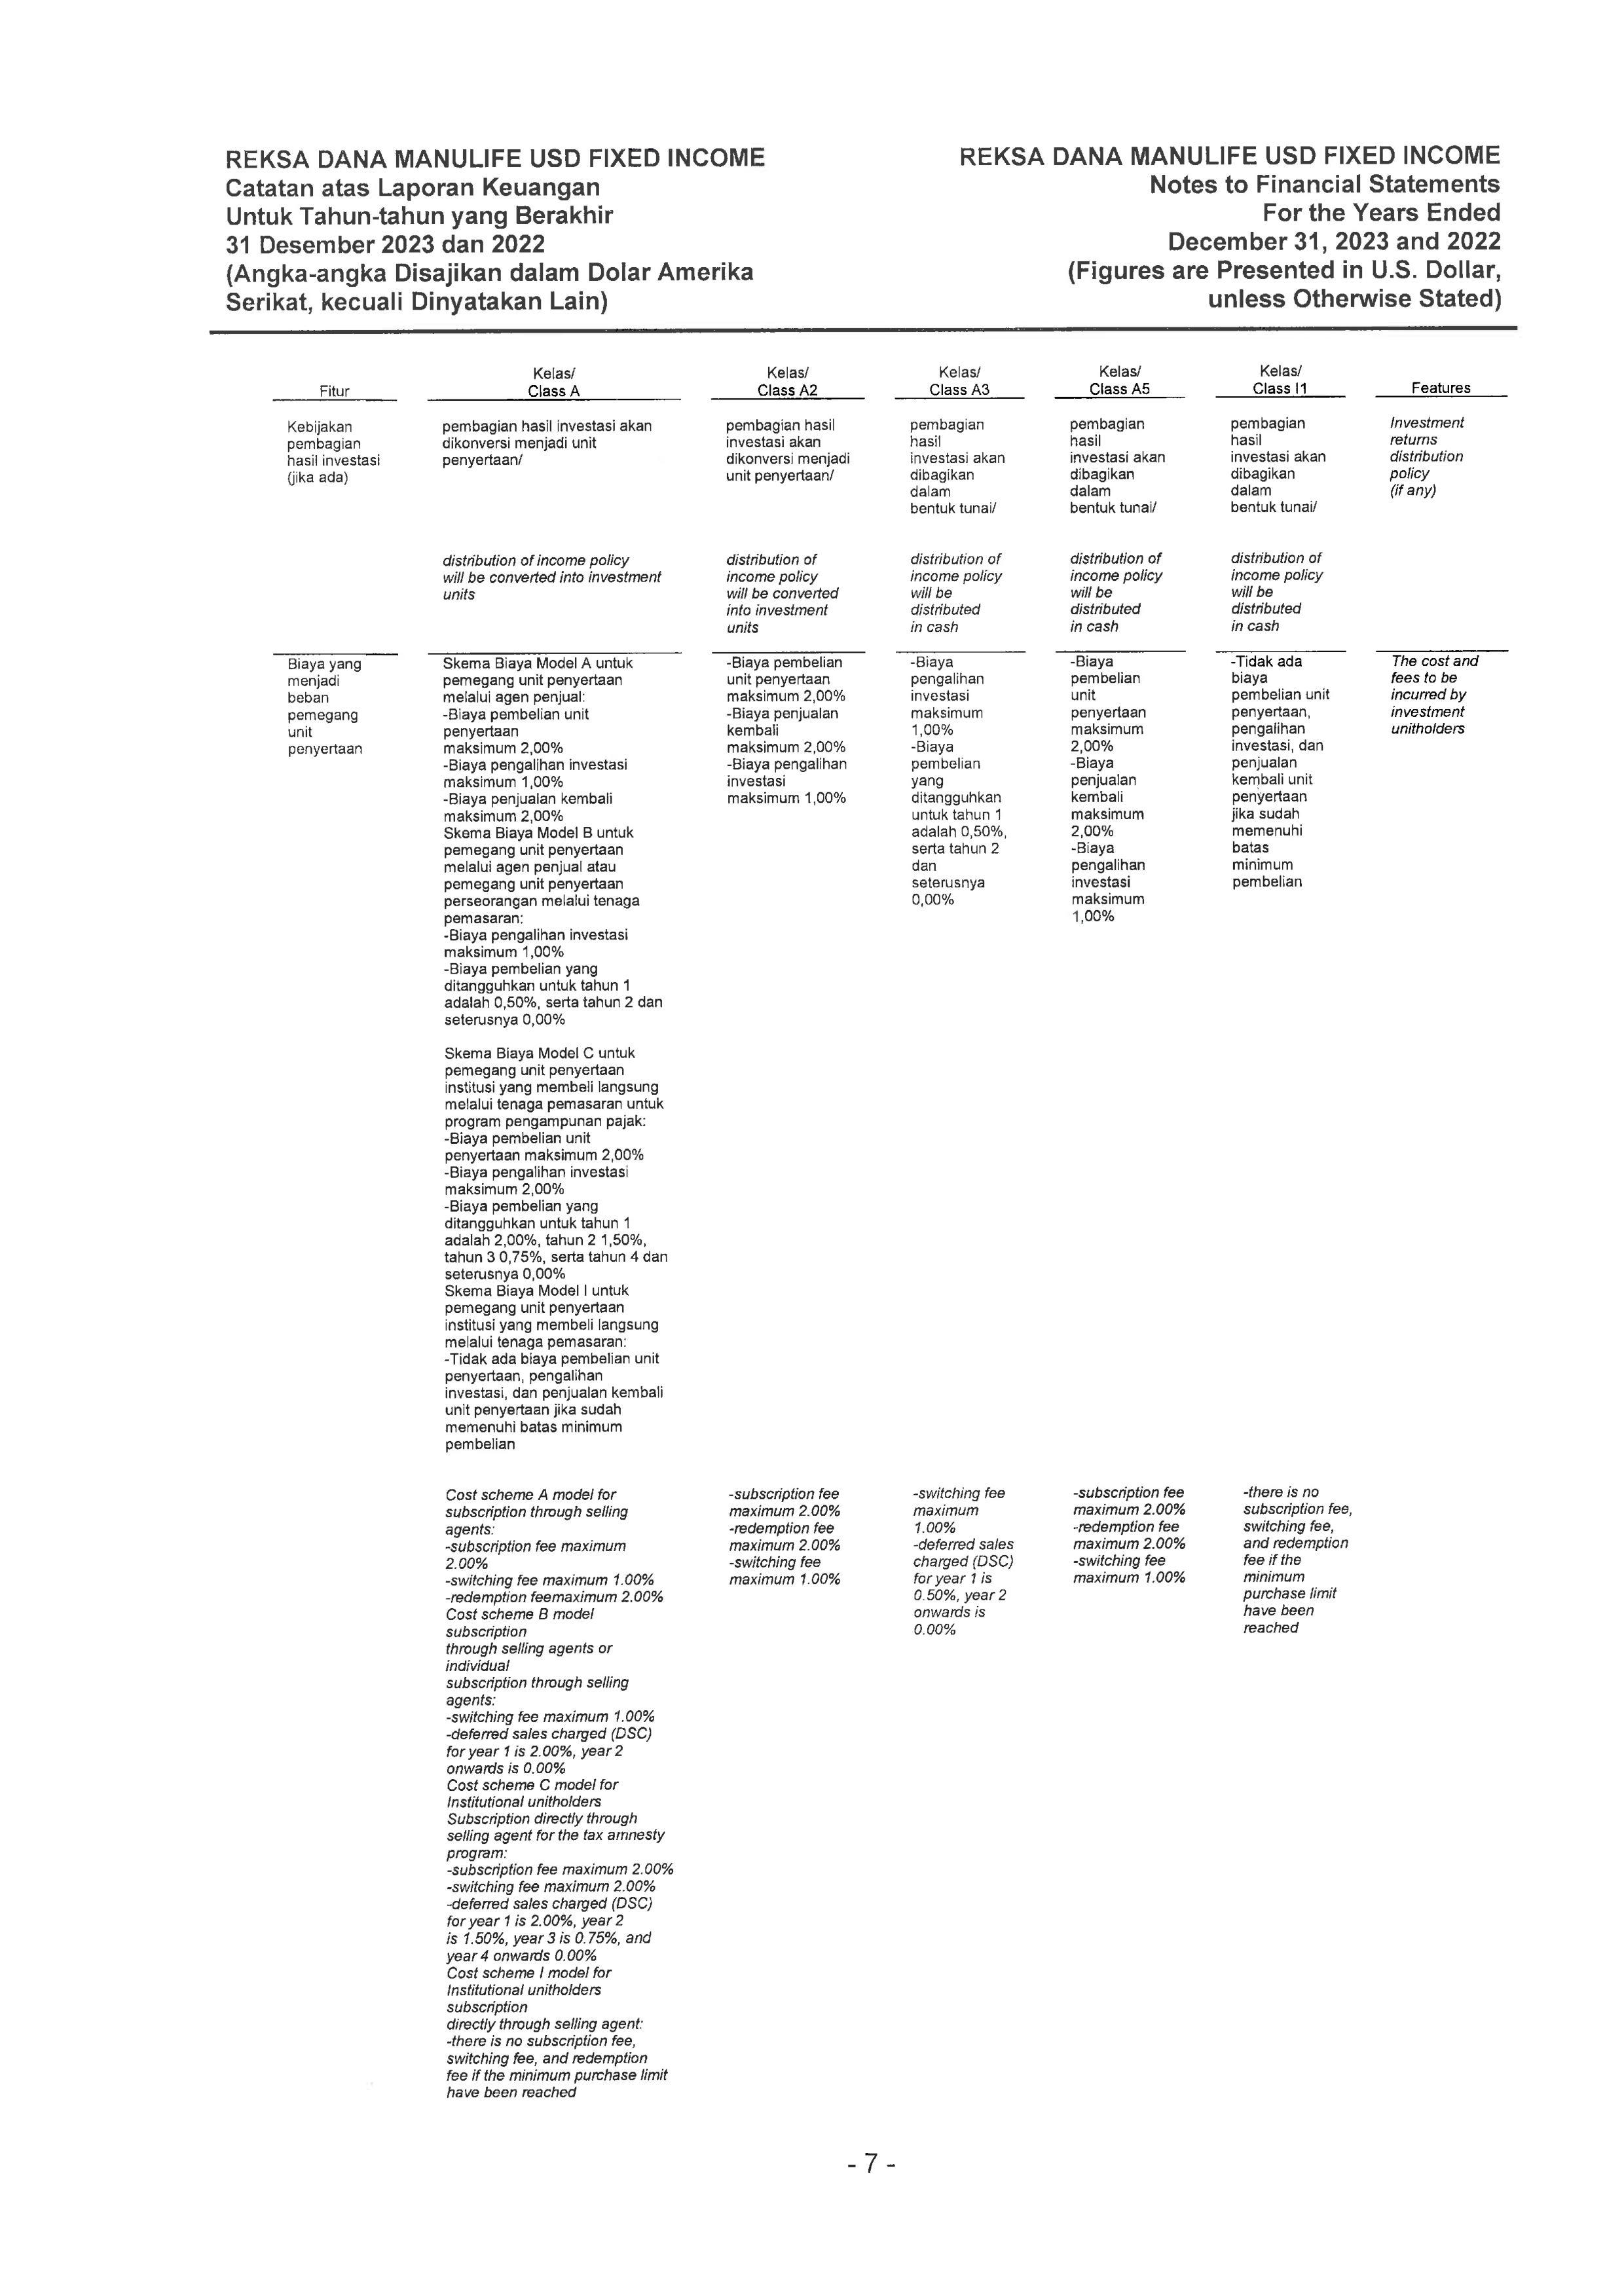 REKSA DANA MANULIFE USD FIXED INCOME
Catatan atas Laporan Keuangan
Untuk Tahun-tahun yang Berakhir
31 Desember 2023 dan 2022
(Angka-angka Disajikan dalam Dolar Amerika
Serikat, kecuali Dinyatakan Lain)
REKSA DANA MANULIFE USD FIXED INCOME
Notes to Financial Statements
For the Years Ended
December 31, 2023 and 2022
(Figures are Presented in U.S. Dollar,
unless Otherwise Stated)
Fitur
Kelas/
Class A
Kelas/
Class A2
Kelas/
Class A3
Kelas/
Class A5
Kelas/
Class I1
Features
Kebijakan
pembagian
hasil investasi
(jika ada)
pembagian hasil investasi akan
dikonversi menjadi unit
penyertaan/
pembagian hasil
investasi akan
dikonversi menjadi
unit penyertaan/
pembagian
hasil
investasi akan
dibagikan
dalam
bentuk tunai/
pembagian
hasil
investasi akan
dibagikan
dalam
bentuk tunai/
pembagian
hasil
investasi akan
dibagikan
dalam
bentuk tunai/
Investment
returns
distribution
policy
(if any)
distribution of income policy
will be converted into investment
units
distribution of
income policy
will be converted
into investment
units
distribution of
income policy
will be
distributed
in cash
distribution of
income policy
will be
distributed
in cash
distribution of
income policy
will be
distributed
in cash
Biaya yang
menjadi
beban
pemegang
unit
penyertaan
Skema Biaya Model A untuk
pemegang unit penyertaan
melalui agen penjual:
-Biaya pembelian unit
penyertaan
maksimum 2,00%
-Biaya pengalihan investasi
maksimum 1,00%
-Biaya penjualan kembali
maksimum 2,00%
Skema Biaya Model B untuk
pemegang unit penyertaan
melalui agen penjual atau
pemegang unit penyertaan
perseorangan melalui tenaga
pemasaran:
-Biaya pengalihan investasi
maksimum 1,00%
-Biaya pembelian yang
ditangguhkan untuk tahun 1
adalah 0,50%, serta tahun 2 dan
seterusnya 0,00%
Skema Biaya Model C untuk
pemegang unit penyertaan
institusi yang membeli langsung
melalui tenaga pemasaran untuk
program pengampunan pajak:
-Biaya pembelian unit
penyertaan maksimum 2,00%
-Biaya pengalihan investasi
maksimum 2,00%
-Biaya pembelian yang
ditangguhkan untuk tahun 1
adalah 2,00%, tahun 2 1,50%,
tahun 3 0,75%, serta tahun 4 dan
seterusnya 0,00%
Skema Biaya Model I untuk
pemegang unit penyertaan
institusi yang membeli langsung
melalui tenaga pemasaran:
-Tidak ada biaya pembelian unit
penyertaan, pengalihan
investasi, dan penjualan kembali
unit penyertaan jika sudah
memenuhi batas minimum
pembelian
-Biaya pembelian
unit penyertaan
maksimum 2,00%
-Biaya penjualan
kembali
maksimum 2,00%
-Biaya pengalihan
investasi
maksimum 1,00%
-Biaya
pengalihan
investasi
maksimum
1,00%
-Biaya
pembelian
yang
ditangguhkan
untuk tahun 1
adalah 0,50%,
serta tahun 2
dan
seterusnya
0,00%
-Biaya
pembelian
unit
penyertaan
maksimum
2,00%
-Biaya
penjualan
kembali
maksimum
2,00%
-Biaya
pengalihan
investasi
maksimum
1,00%
-Tidak ada
biaya
pembelian unit
penyertaan,
pengalihan
investasi, dan
penjualan
kembali unit
penyertaan
jika sudah
memenuhi
batas
minimum
pembelian
The cost and
fees to be
incurred by
investment
unitholders
Cost scheme A model for
subscription through selling
agents:
-subscription fee maximum
2.00%
-switching fee maximum 1.00%
-redemption feemaximum 2.00%
Cost scheme B model
subscription
through selling agents or
individual
subscription through selling
agents:
-switching fee maximum 1.00%
-deferred sales charged (DSC)
for year 1 is 2.00%, year 2
onwards is 0.00%
Cost scheme C model for
Institutional unitholders
Subscription directly through
selling agent for the tax amnesty
program:
-subscription fee maximum 2.00%
-switching fee maximum 2.00%
-deferred sales charged (DSC)
for year 1 is 2.00%, year 2
is 1.50%, year 3 is 0.75%, and
year 4 onwards 0.00%
Cost scheme I model for
Institutional unitholders
subscription
directly through selling agent:
-there is no subscription fee,
switching fee, and redemption
fee if the minimum purchase limit
have been reached
-subscription fee
maximum 2.00%
-redemption fee
maximum 2.00%
-switching fee
maximum 1.00%
-switching fee
maximum
1.00%
-deferred sales
charged (DSC)
for year 1 is
0.50%, year 2
onwards is
0.00%
-subscription fee
maximum 2.00%
-redemption fee
maximum 2.00%
-switching fee
maximum 1.00%
-there is no
subscription fee,
switching fee,
and redemption
fee if the
minimum
purchase limit
have been
reached
- 7 -